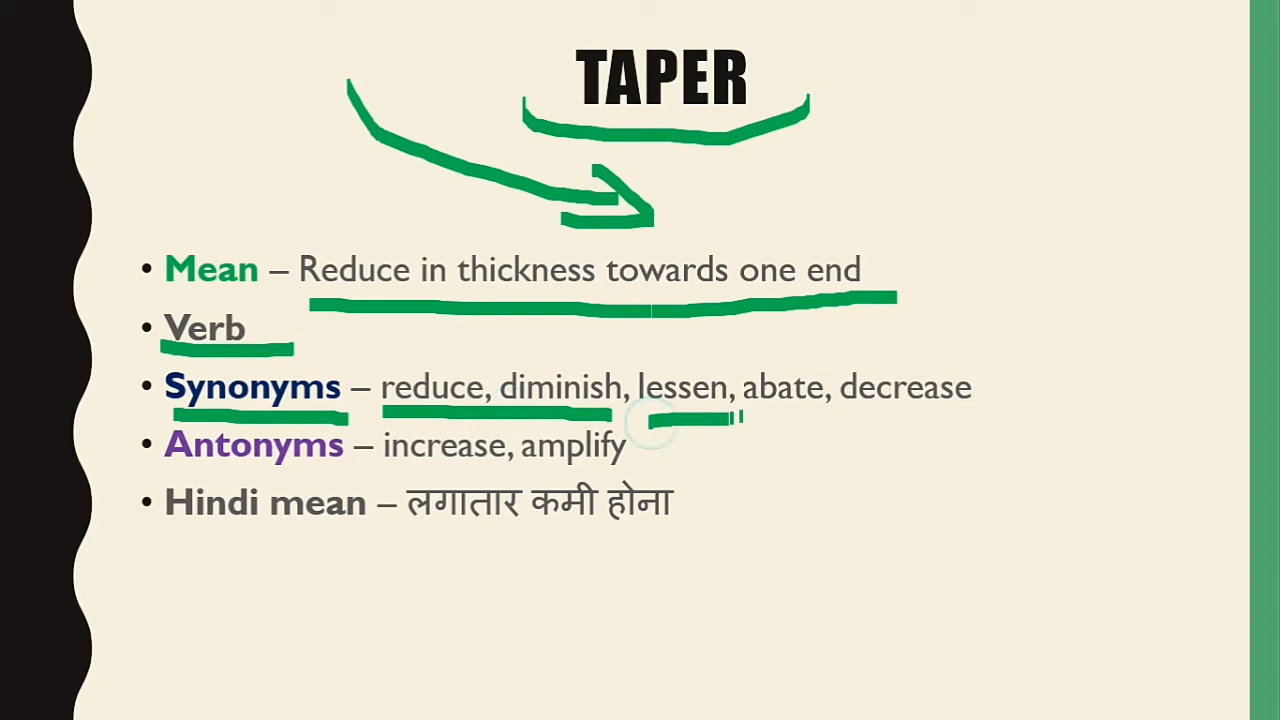 TAPER
• Mean – Reduce in thickness towards one end
• Verb
• Synonyms – reduce, diminish, lessen, abate, decrease
• Antonyms – increase, amplify
• Hindi mean – लगातार कमी होना